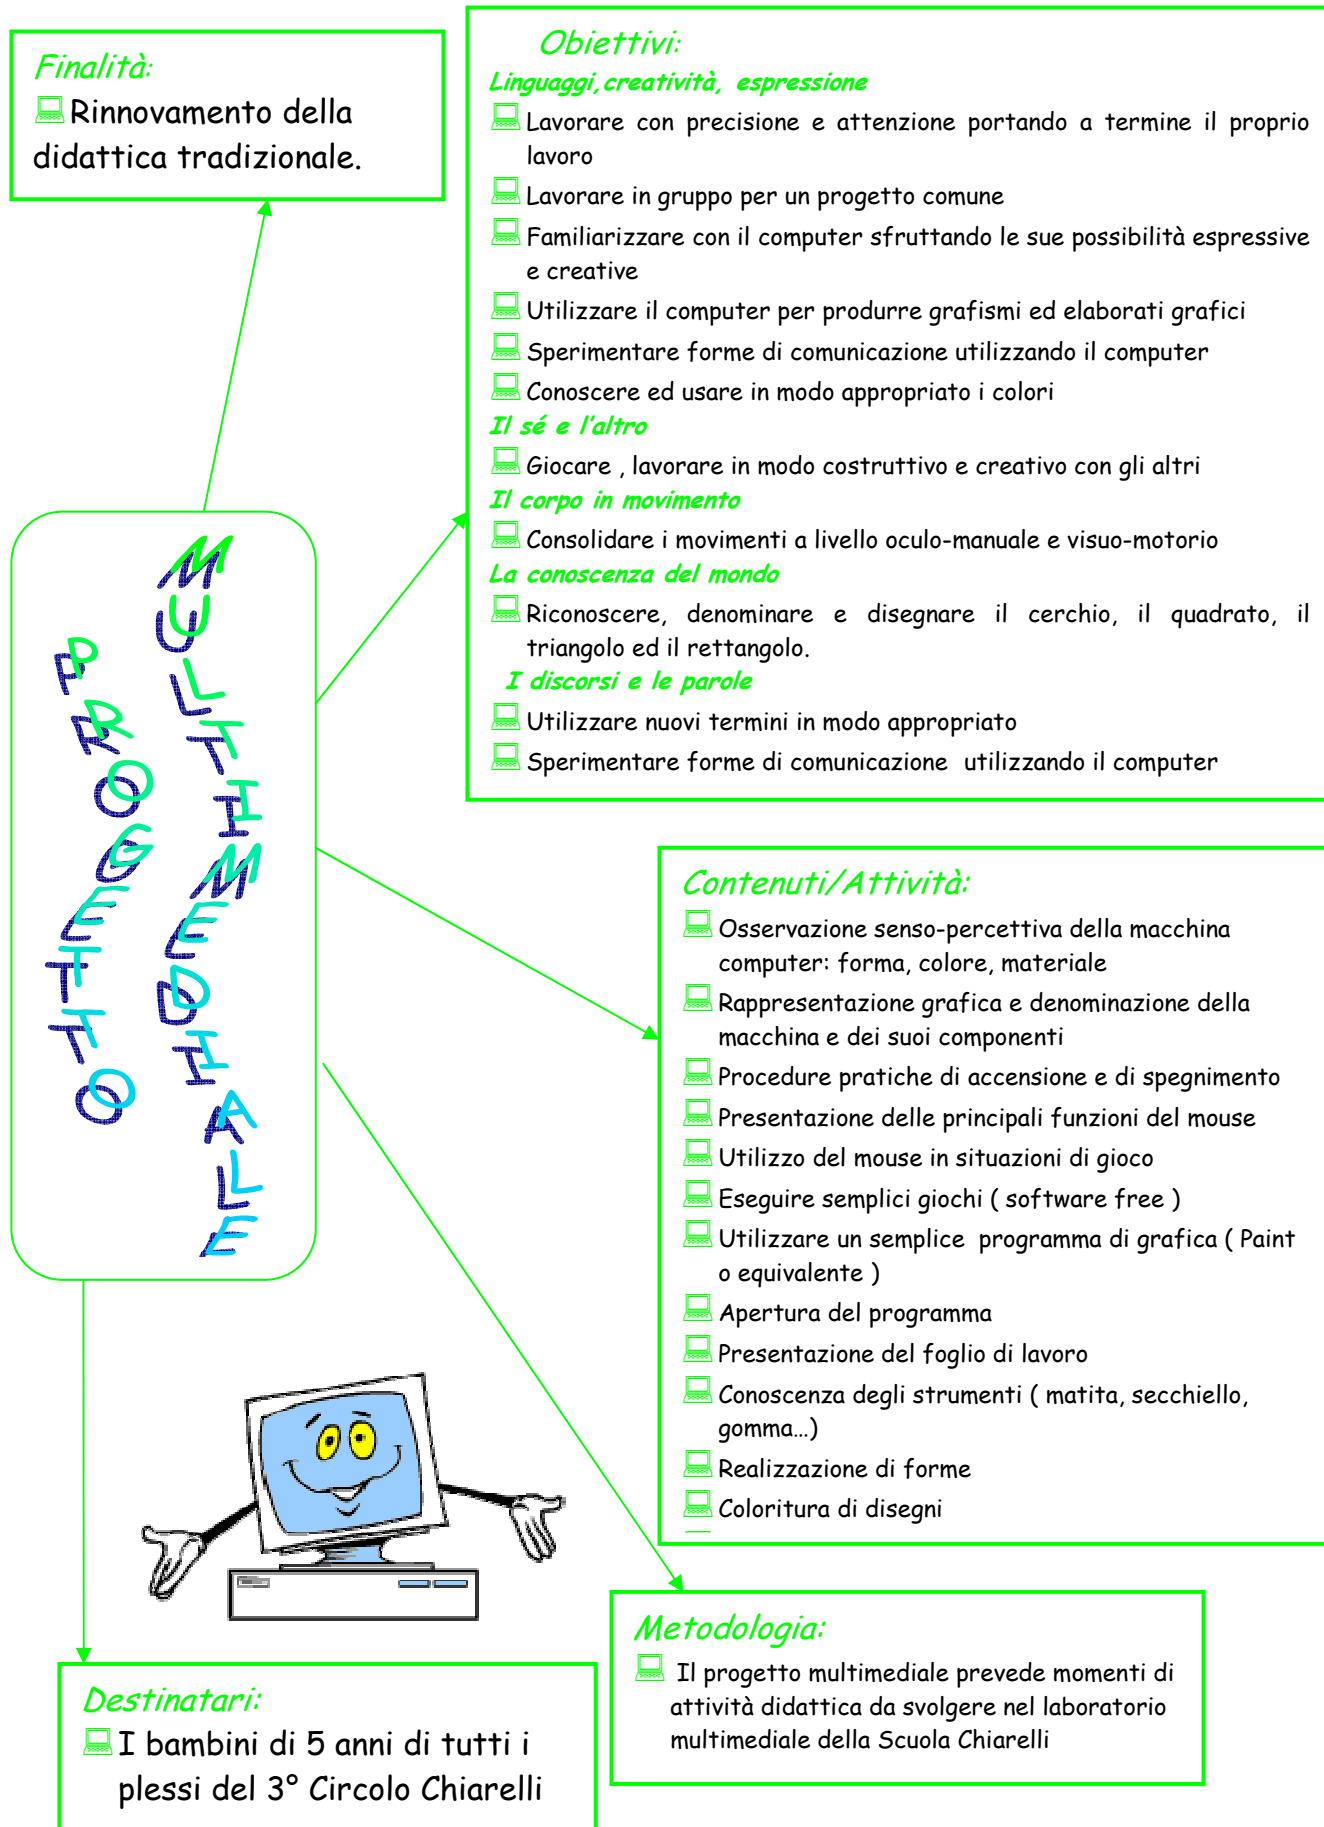 Finalità:
Rinnovamento della
didattica tradizionale.
Obiettivi:
Linguaggi,creatività, espressione
Lavorare con precisione e attenzione portando a termine il proprio
lavoro
Lavorare in gruppo per un progetto comune
Familiarizzare con il computer sfruttando le sue possibilità espressive
e creative
Utilizzare il computer per produrre grafismi ed elaborati grafici
Sperimentare forme di comunicazione utilizzando il computer
Conoscere ed usare in modo appropriato i colori
Il sé e l'altro
Giocare , lavorare in modo costruttivo e creativo con gli altri
Il corpo in movimento
Consolidare i movimenti a livello oculo-manuale e visuo-motorio
La conoscenza del mondo
Riconoscere, denominare e disegnare il cerchio, il quadrato, il
triangolo ed il rettangolo.
I discorsi e le parole
Utilizzare nuovi termini in modo appropriato
Sperimentare forme di comunicazione utilizzando il computer
PROGETTO
MULTIMEDIALE
Contenuti/Attività:
Osservazione senso-percettiva della macchina
computer: forma, colore, materiale
Rappresentazione grafica e denominazione della
macchina e dei suoi componenti
Procedure pratiche di accensione e di spegnimento
Presentazione delle principali funzioni del mouse
Utilizzo del mouse in situazioni di gioco
Eseguire semplici giochi ( software free )
Utilizzare un semplice programma di grafica ( Paint
o equivalente )
Apertura del programma
Presentazione del foglio di lavoro
Conoscenza degli strumenti ( matita, secchiello,
gomma…)
Realizzazione di forme
Coloritura di disegni
Metodologia:
Il progetto multimediale prevede momenti di
attività didattica da svolgere nel laboratorio
multimediale della Scuola Chiarelli
Destinatari:
I bambini di 5 anni di tutti i
plessi del 3° Circolo Chiarelli